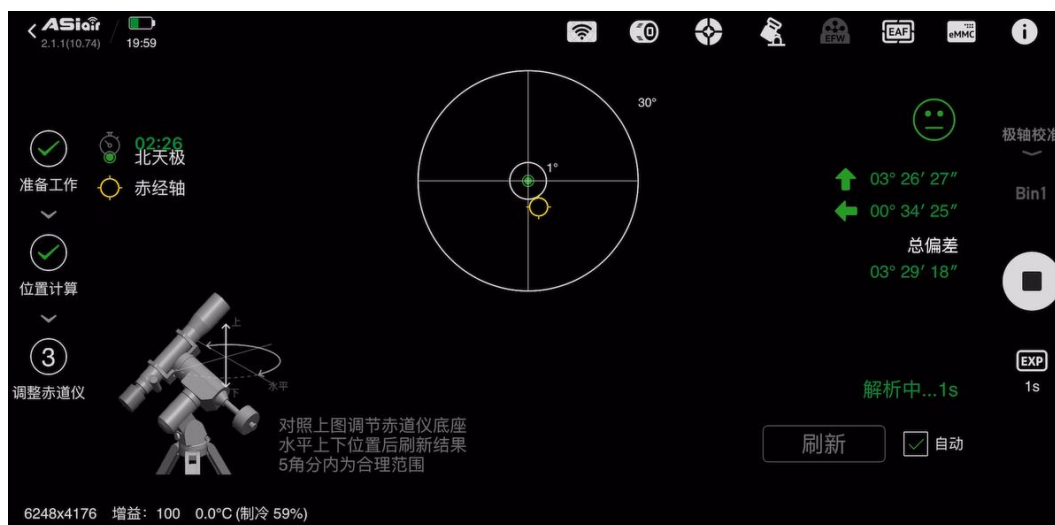 ASiair
2.1.1(10.74)
19:59
EFW
EAF
eMMC
i
30°
1°
准备工作
02:26
北天极
赤经轴
位置计算
3
调整赤道仪
上
下
水平
对照上图调节赤道仪底座
水平上下位置后刷新结果
5角分内为合理范围
03° 26′ 27″
00° 34′ 25″
总偏差
03° 29′ 18″
极轴校准
Bin1
EXP
1s
解析中...1s
刷新
自动
6248x4176 增益：100 0.0°C (制冷 59%)